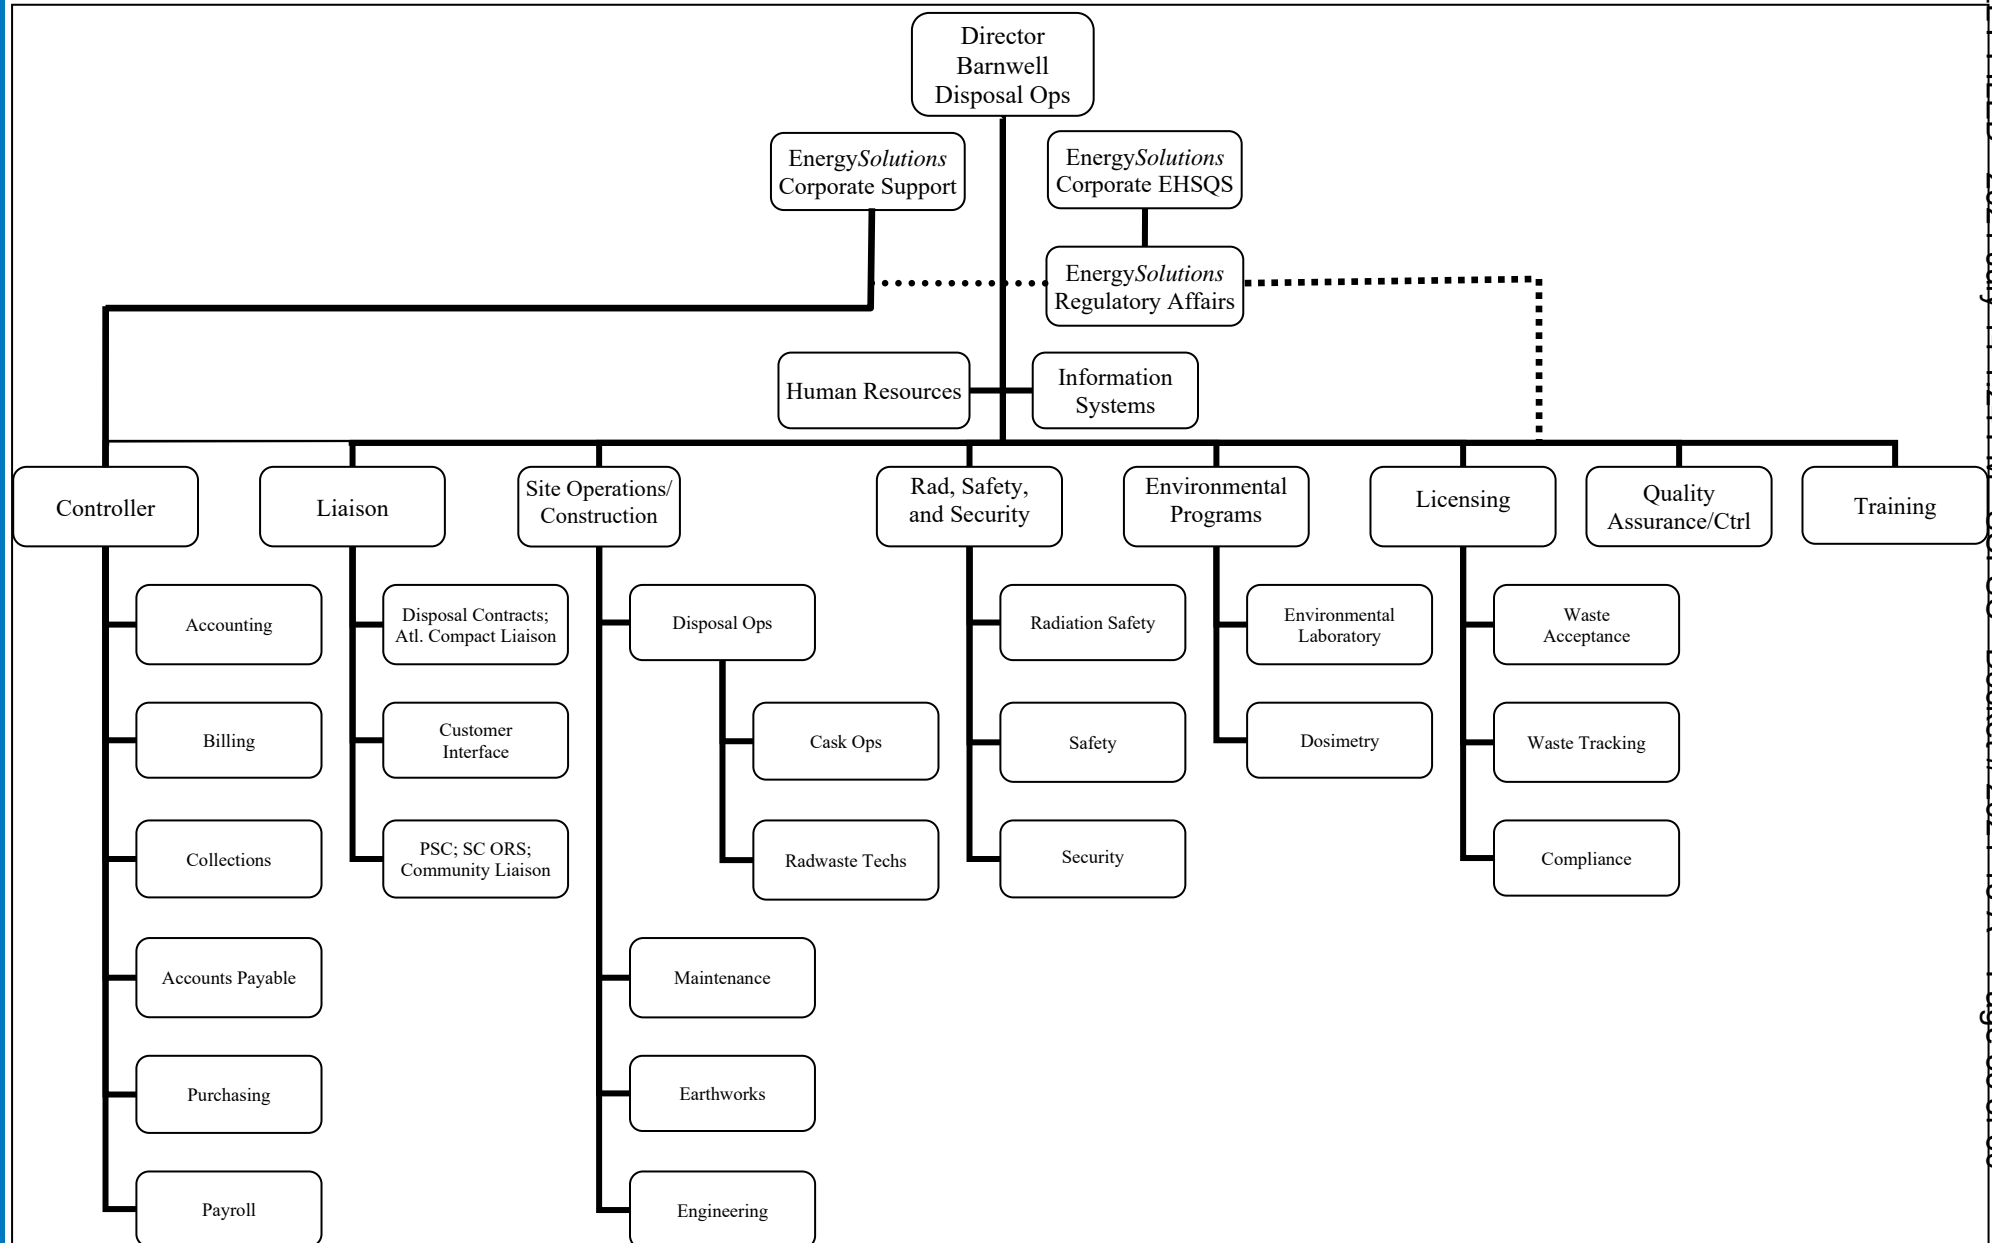 Director
Barnwell
Disposal Ops
EnergySolutions
Corporate Support
EnergySolutions
Corporate EHSQS
EnergySolutions
Regulatory Affairs
Human Resources
Information
Systems
Controller
Liaison
Site Operations/
Construction
Rad, Safety,
and Security
Environmental
Programs
Licensing
Quality
Assurance/Ctrl
Training
Accounting
Billing
Collections
Accounts Payable
Purchasing
Payroll
Disposal Contracts;
Atl. Compact Liaison
Customer
Interface
PSC; SC ORS;
Community Liaison
Disposal Ops
Cask Ops
Radwaste Techs
Maintenance
Earthworks
Engineering
Radiation Safety
Safety
Security
Environmental
Laboratory
Dosimetry
Waste
Acceptance
Waste Tracking
Compliance